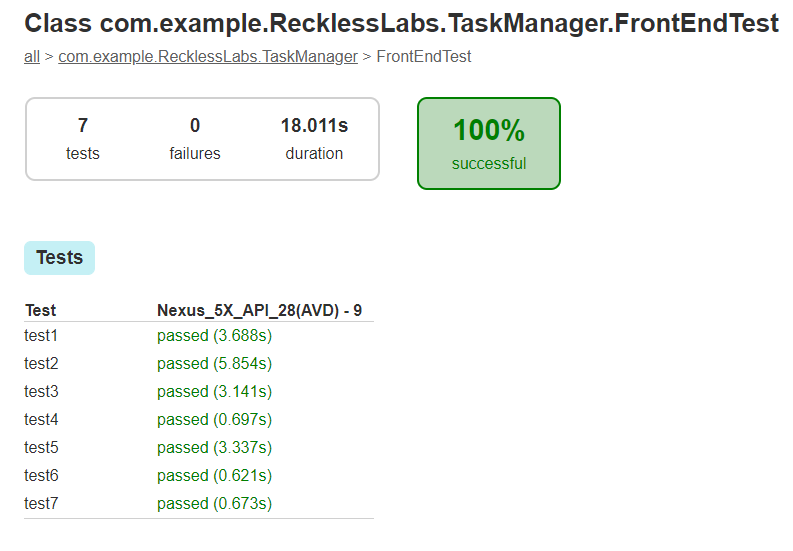 Class com.example.RecklessLabs.TaskManager.FrontEndTest
all > com.example.RecklessLabs.TaskManager > FrontEndTest
7 0 18.011s
tests failures duration
100%
successful
Tests
Test Nexus_5X_API_28(AVD) - 9
test1 passed (3.688s)
test2 passed (5.854s)
test3 passed (3.141s)
test4 passed (0.697s)
test5 passed (3.337s)
test6 passed (0.621s)
test7 passed (0.673s)